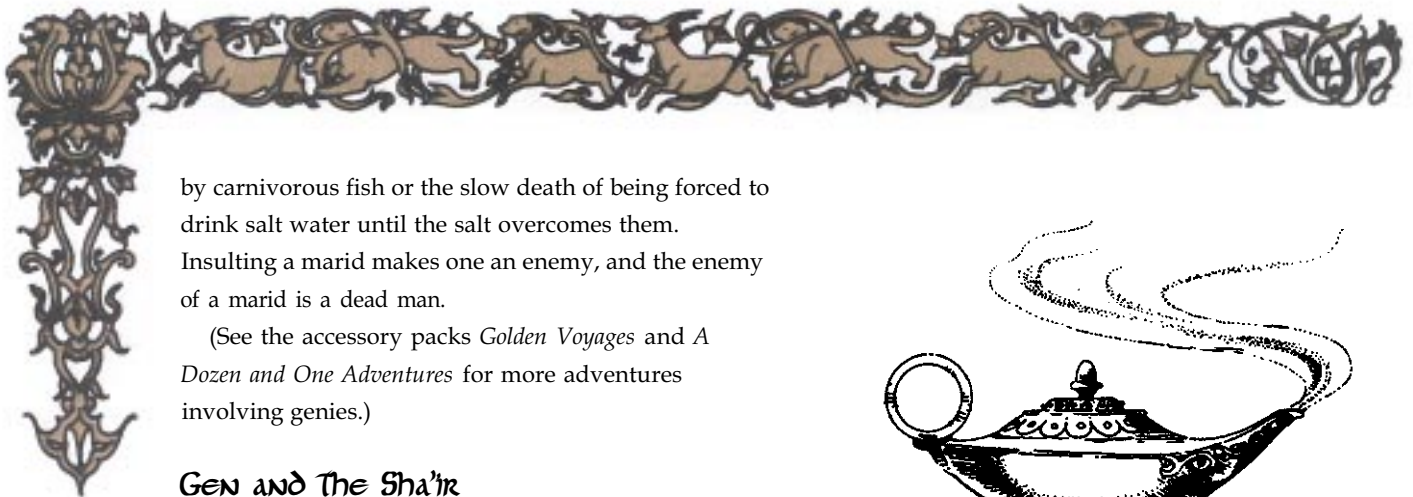 by carnivorous fish or the slow death of being forced to
drink salt water until the salt overcomes them.
Insulting a marid makes one an enemy, and the enemy
of a marid is a dead man.
(See the accessory packs Golden Voyages and A
Dozen and One Adventures for more adventures
involving genies.)
Gen and The Sha'ir